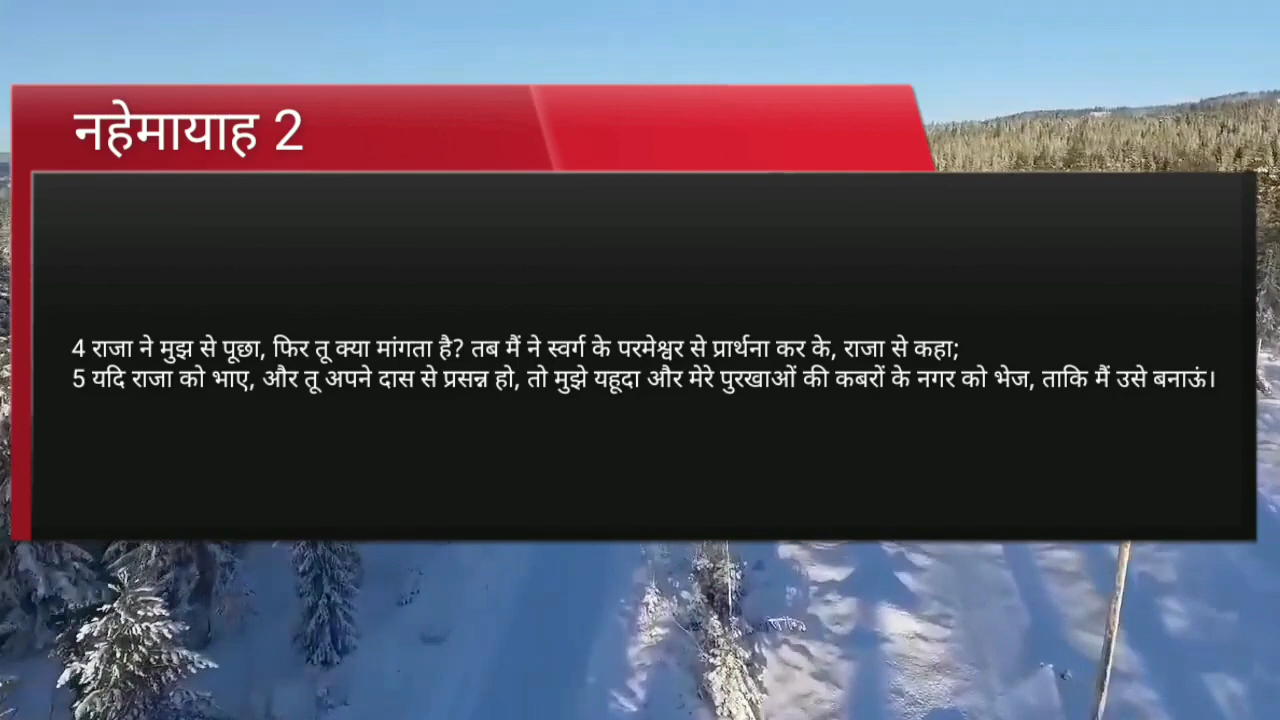 नहेमायाह 2
4 राजा ने मुझ से पूछा, फिर तू क्या मांगता है? तब मैं ने स्वर्ग के परमेश्वर से प्रार्थना कर के, राजा से कहा;
5 यदि राजा को भाए, और तू अपने दास से प्रसन्न हो, तो मुझे यहूदा और मेरे पुरखाओं की कबरों के नगर को भेज, ताकि मैं उसे बनाऊं।